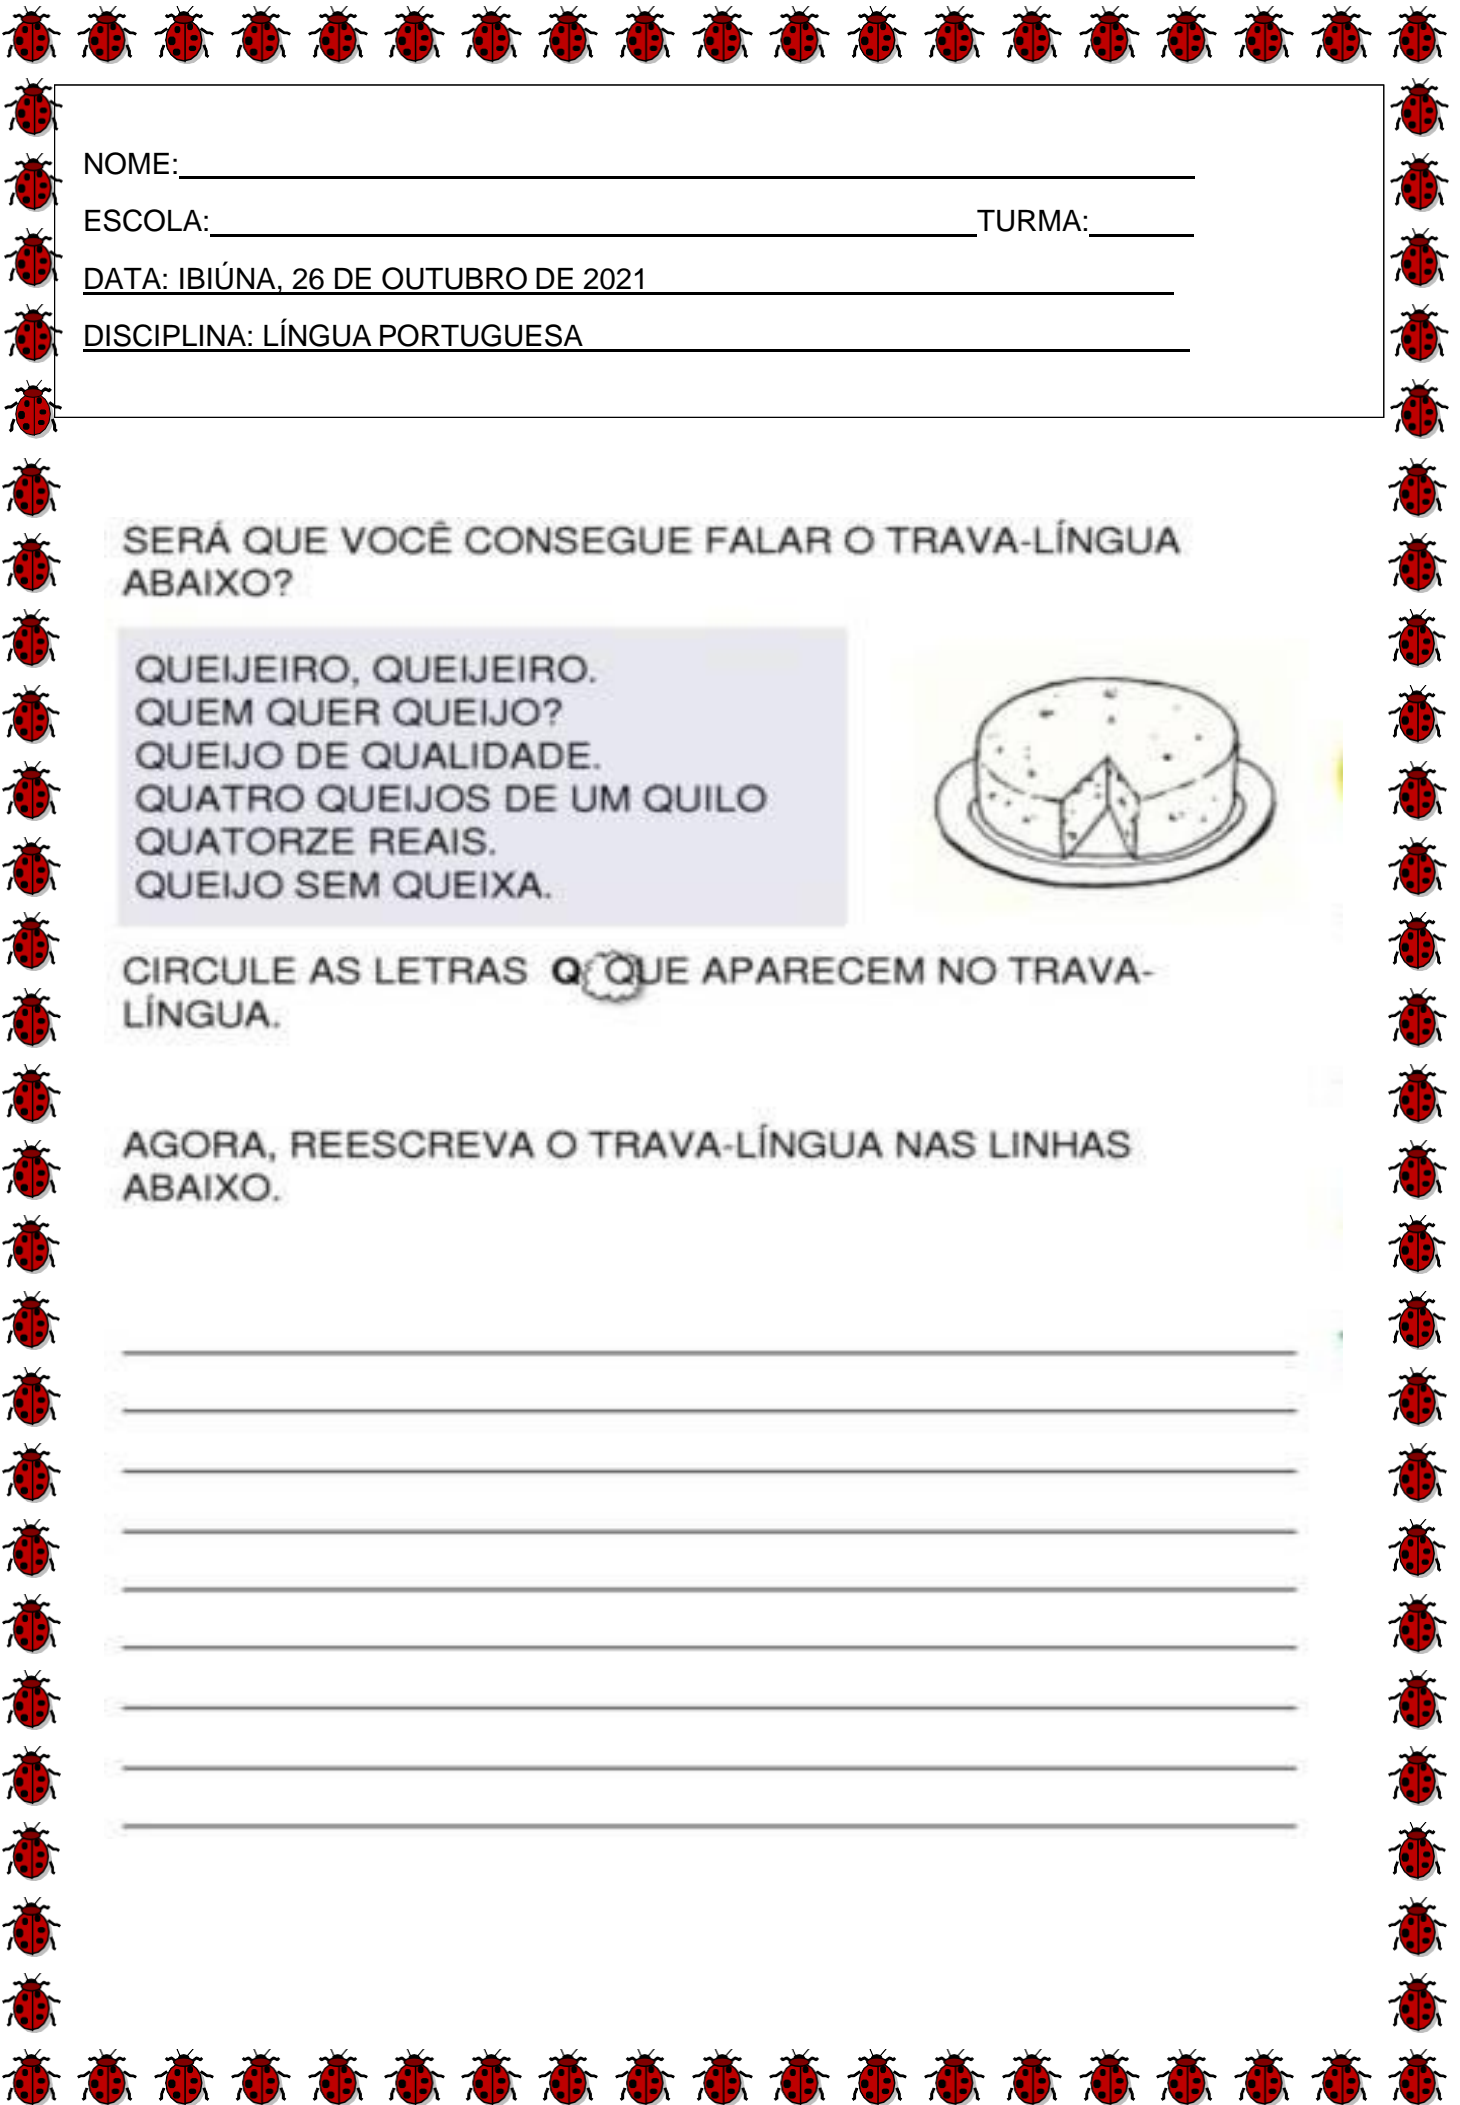 NOME:
ESCOLA: TURMA:
DATA: IBIÚNA, 26 DE OUTUBRO DE 2021
DISCIPLINA: LÍNGUA PORTUGUESA
SERÁ QUE VOCÊ CONSEGUE FALAR O TRAVA-LÍNGUA
ABAIXO?
QUEIJEIRO, QUEIJEIRO.
QUEM QUER QUEIJO?
QUEIJO DE QUALIDADE.
QUATRO QUEIJOS DE UM QUILO
QUATORZE REAIS.
QUEIJO SEM QUEIXA.
CIRCULE AS LETRAS Q QUE APARECEM NO TRAVA-
LÍNGUA.
AGORA, REESCREVA O TRAVA-LÍNGUA NAS LINHAS
ABAIXO.